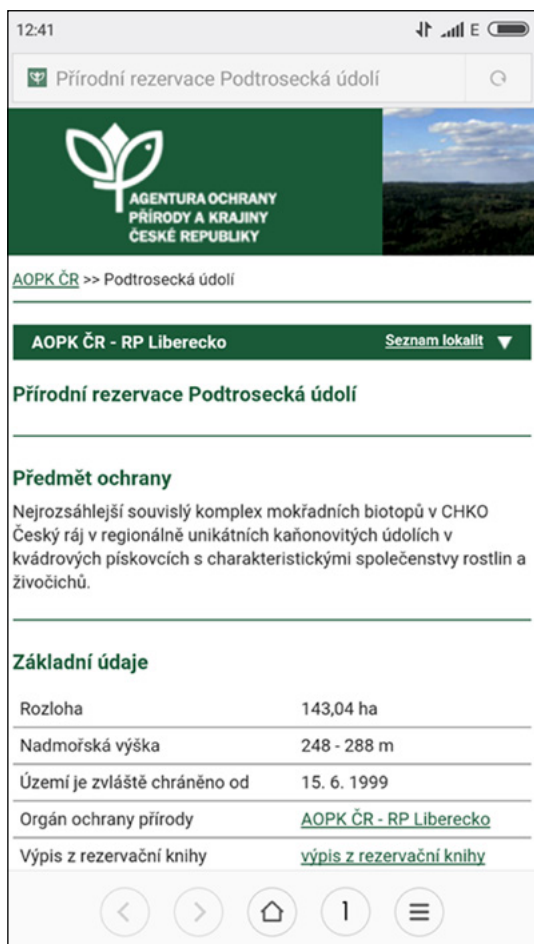 12:41
E
Přírodní rezervace Podtrosecká údolí
AGENTURA OCHRANY
PŘÍRODY A KRAJINY
ČESKÉ REPUBLIKY
AOPK ČR >> Podtrosecká údolí
AOPK ČR - RP Liberecko Seznam lokalit ▼
Přírodní rezervace Podtrosecká údolí
Předmět ochrany
Nejrozsáhlejší souvislý komplex mokřadních biotopů v CHKO
Český ráj v regionálně unikátních kaňonovitých údolích v
kvádrových pískovcích s charakteristickými společenstvy rostlin a
živočichů.
Základní údaje
Rozloha 143,04 ha
Nadmořská výška 248 - 288 m
Území je zvláště chráněno od 15. 6. 1999
Orgán ochrany přírody AOPK ČR - RP Liberecko
Výpis z rezervační knihy výpis z rezervační knihy
1